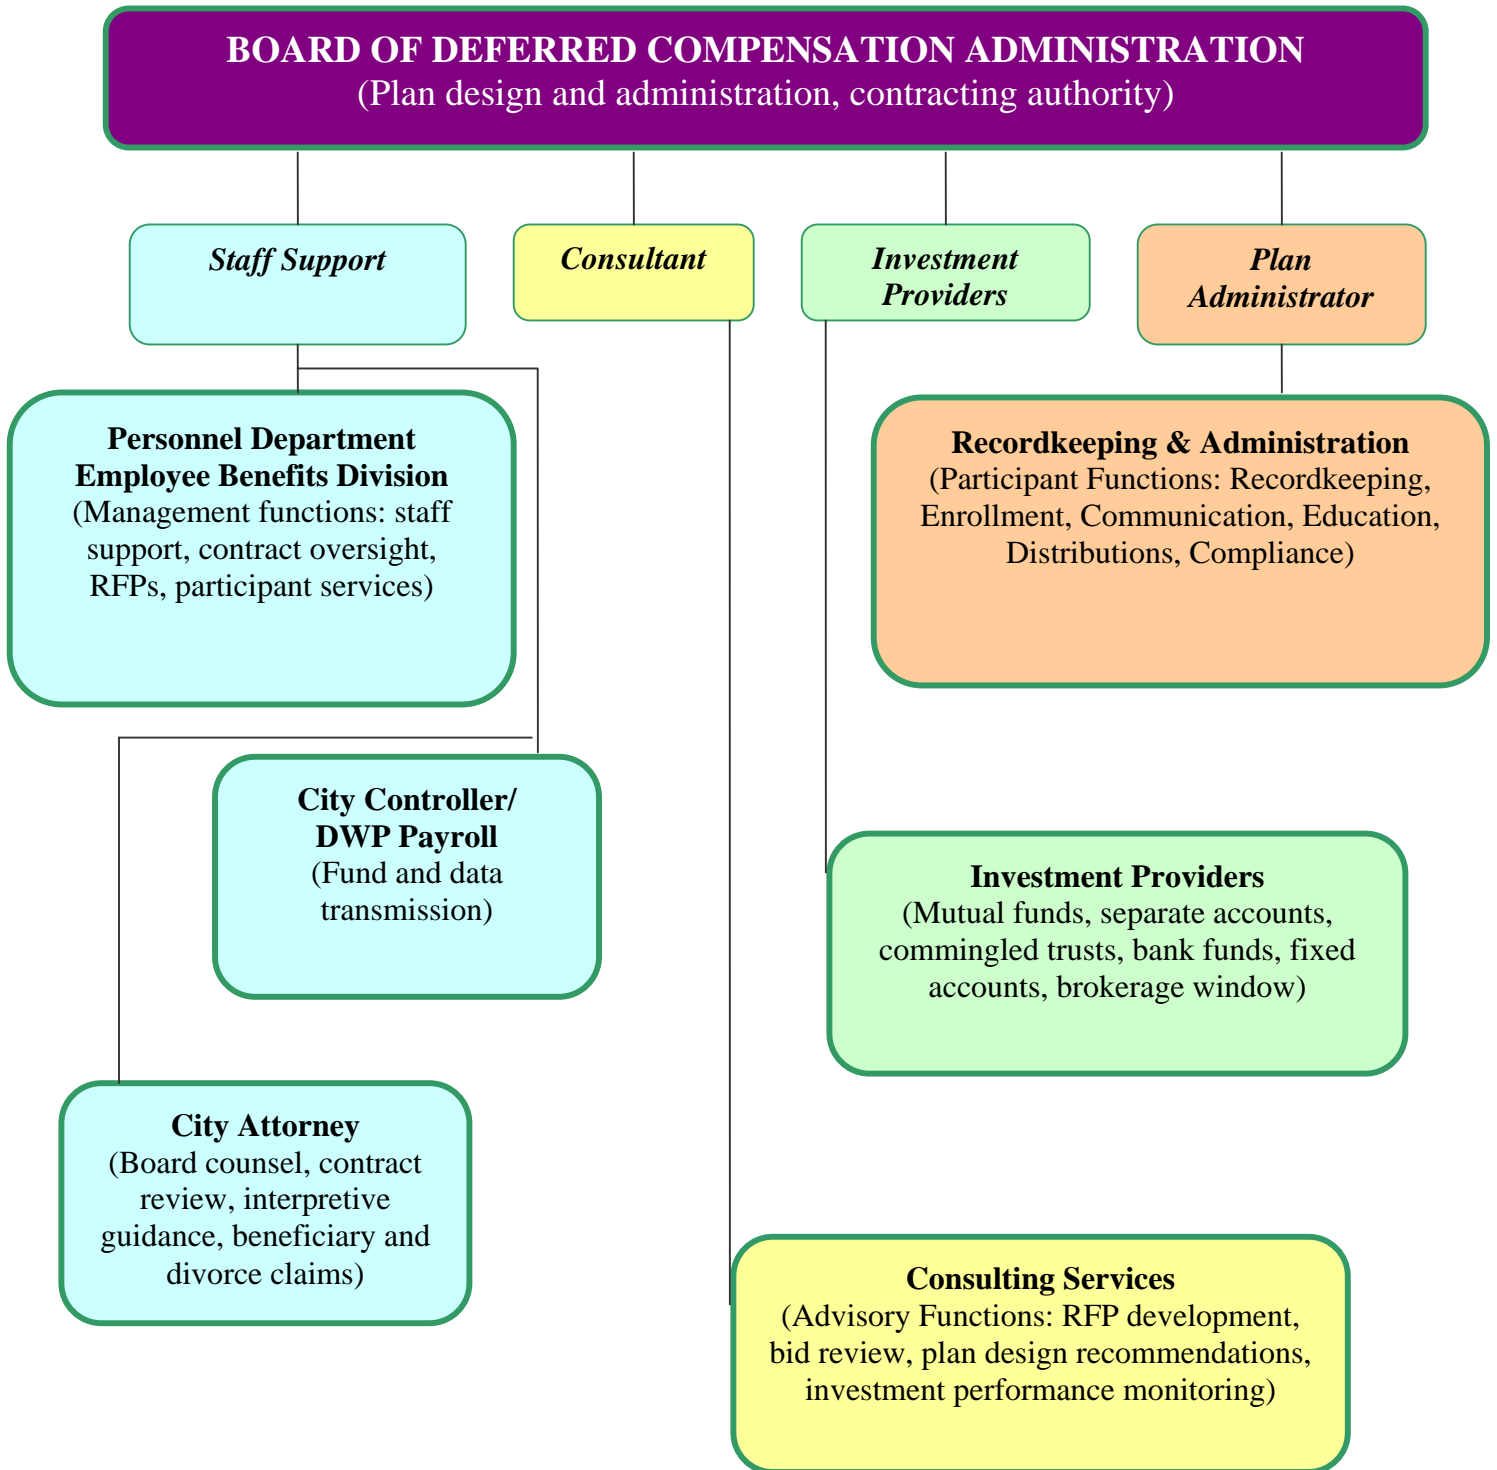 BOARD OF DEFERRED COMPENSATION ADMINISTRATION
(Plan design and administration, contracting authority)
Staff Support
Consultant
Investment
Providers
Plan
Administrator
Personnel Department
Employee Benefits Division
(Management functions: staff
support, contract oversight,
RFPs, participant services)
Recordkeeping & Administration
(Participant Functions: Recordkeeping,
Enrollment, Communication, Education,
Distributions, Compliance)
City Controller/
DWP Payroll
(Fund and data
transmission)
Investment Providers
(Mutual funds, separate accounts,
commingled trusts, bank funds, fixed
accounts, brokerage window)
City Attorney
(Board counsel, contract
review, interpretive
guidance, beneficiary and
divorce claims)
Consulting Services
(Advisory Functions: RFP development,
bid review, plan design recommendations,
investment performance monitoring)